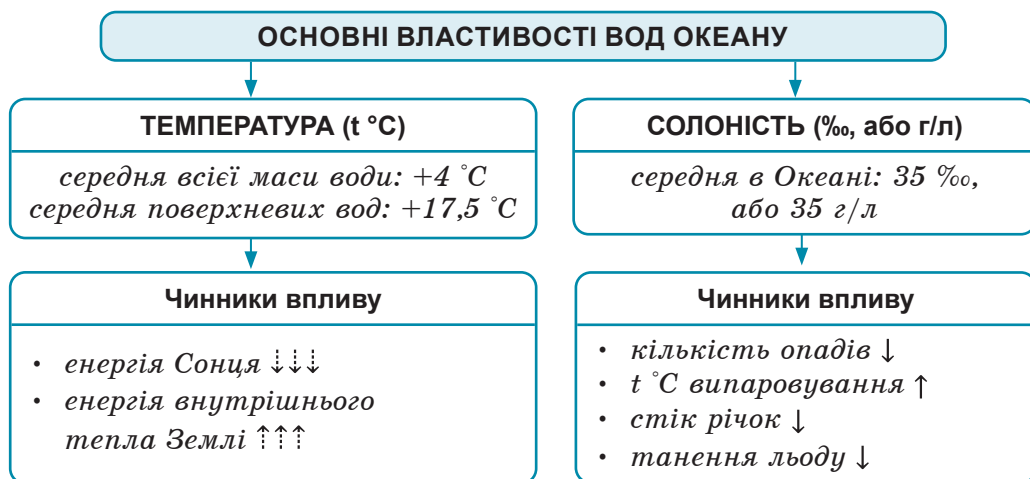 ОСНОВНІ ВЛАСТИВОСТІ ВОД ОКЕАНУ
ТЕМПЕРАТУРА (t °C)
середня всієї маси води: +4 °C
середня поверхневих вод: +17,5 °C
Чинники впливу
• енергія Сонця ⇣⇣⇣
• енергія внутрішнього
тепла Землі ⇡⇡⇡
СОЛОНІСТЬ (‰, або г/л)
середня в Океані: 35 ‰,
або 35 г/л
Чинники впливу
• кількість опадів ↓
• t °C випаровування ↑
• стік річок ↓
• танення льоду ↓